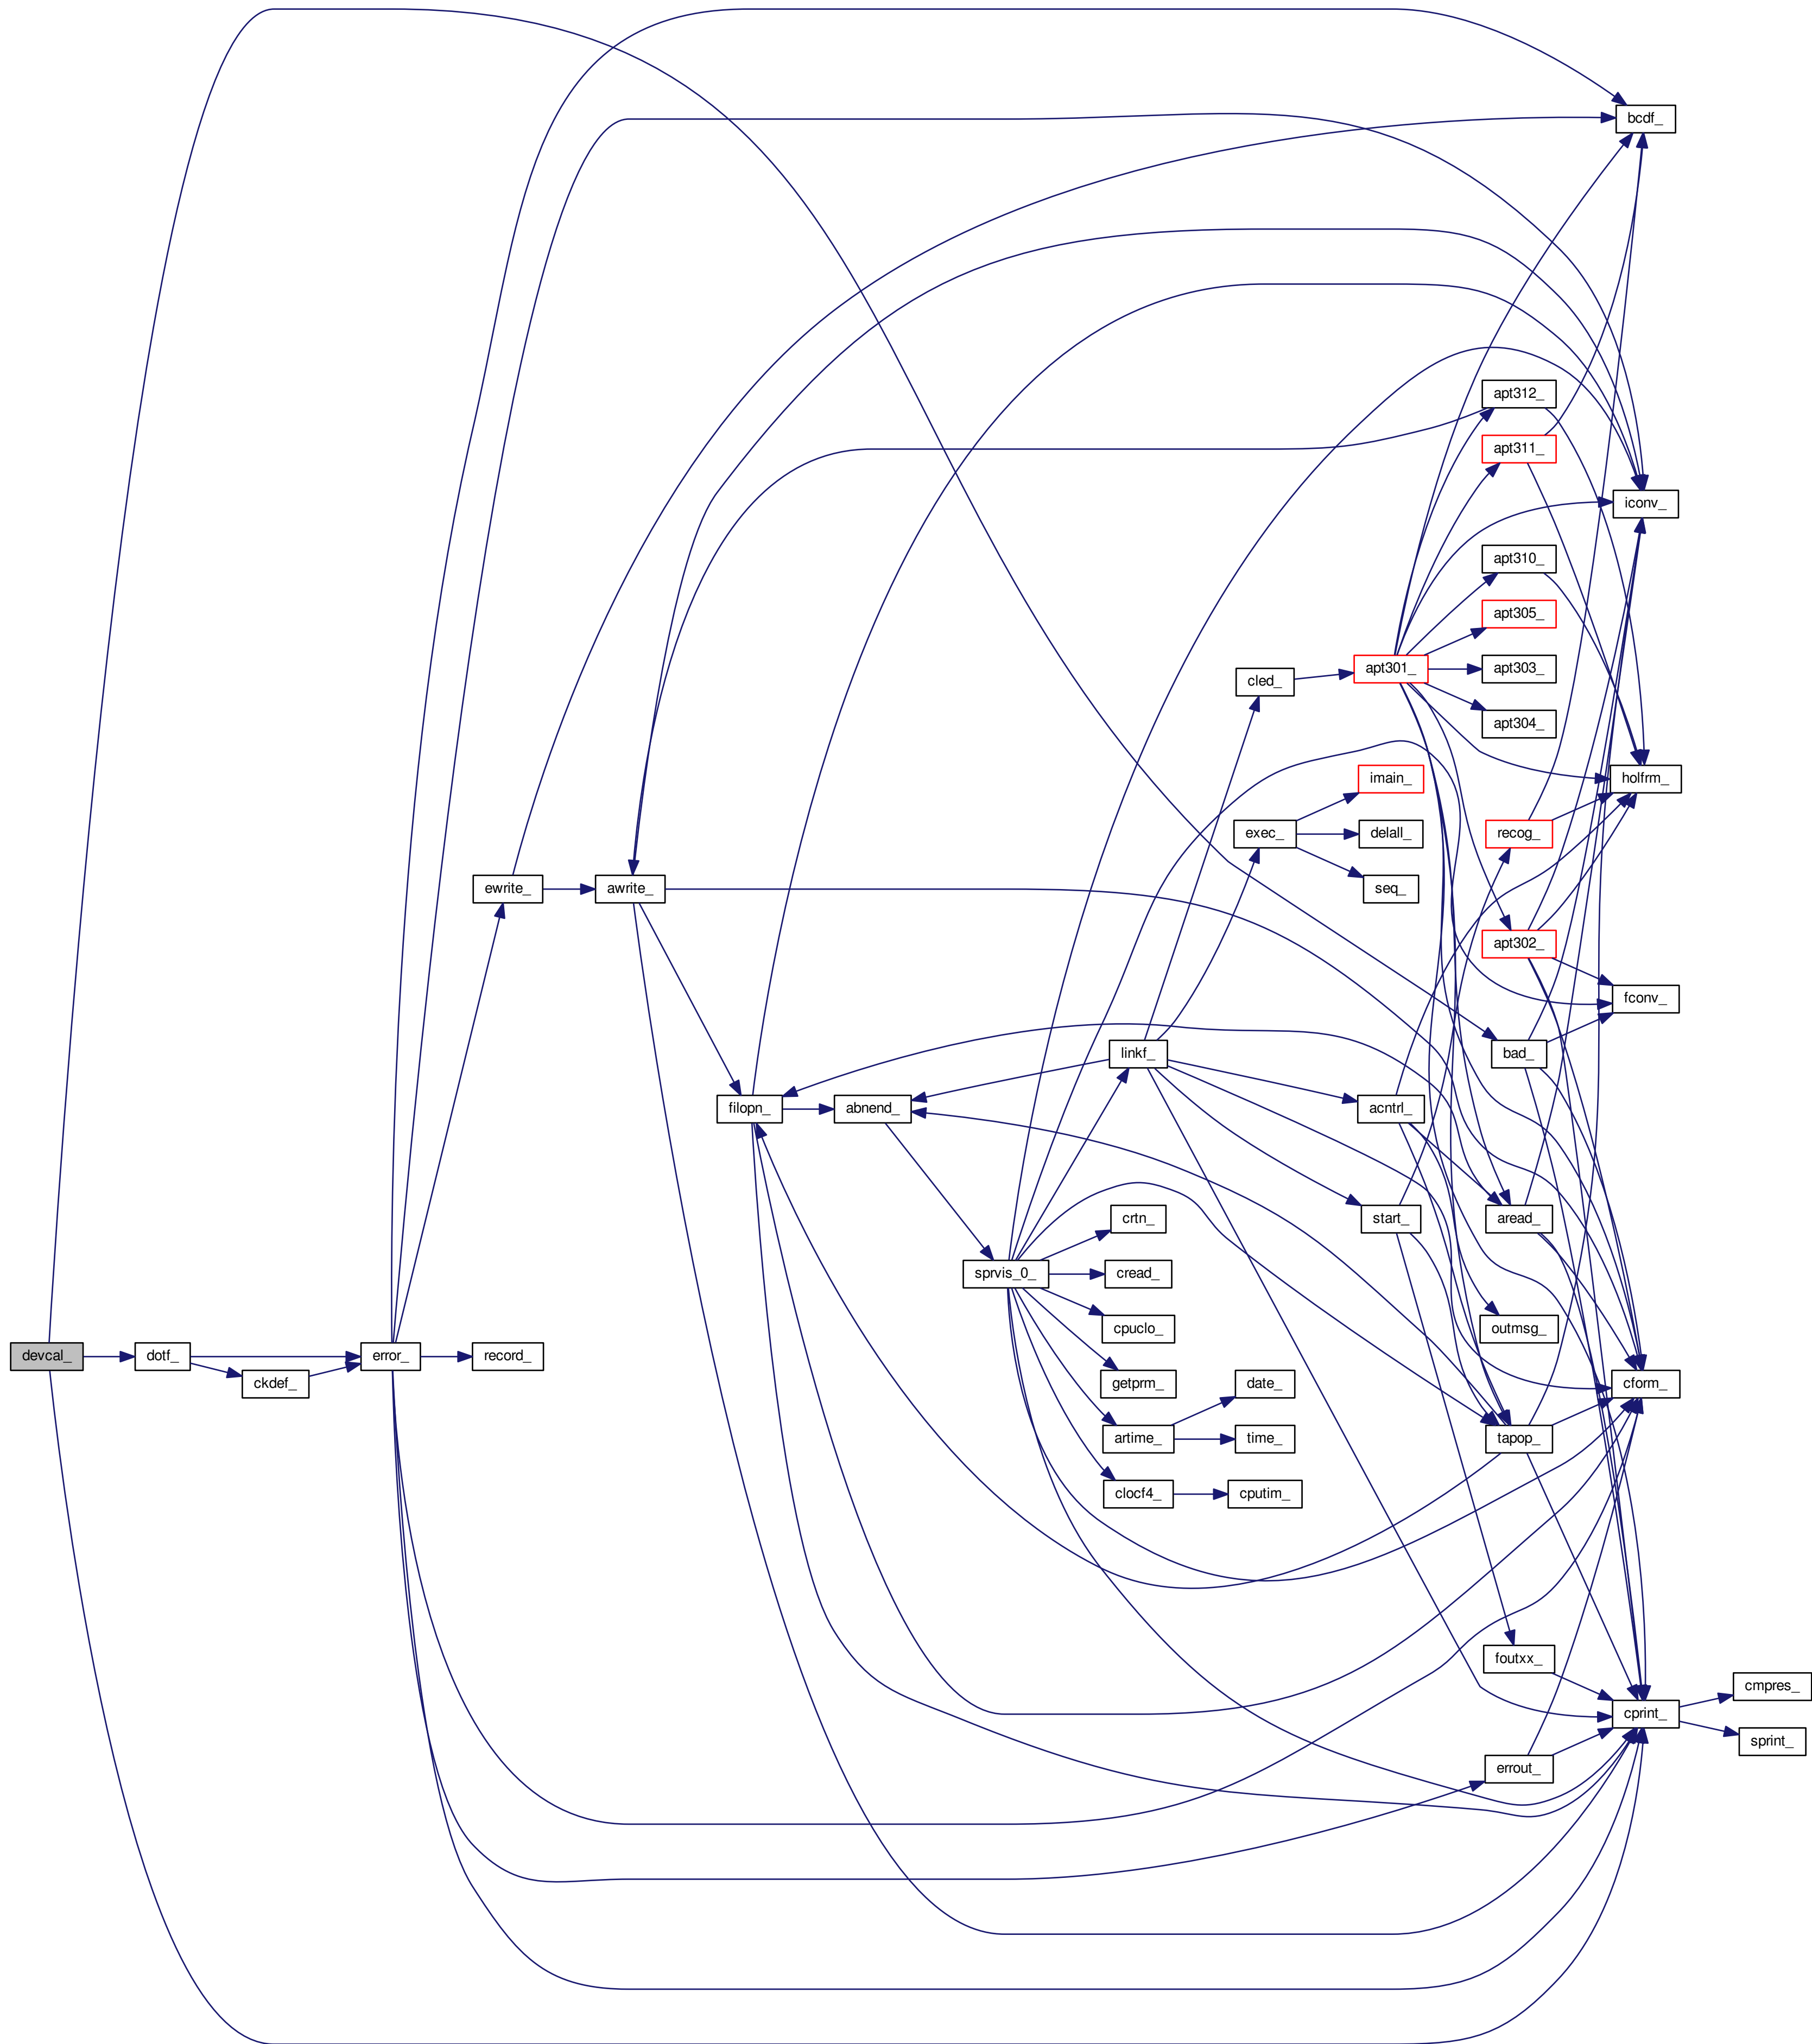 bcdf_
apt312_
apt311_
iconv_
apt310_
apt305_
apt303_
apt301_
cled_
apt304_
imain_
holfrm_
exec_
delall_
recog_
ewrite_
awrite_
seq_
apt302_
fconv_
linkf_
bad_
filopn_
abnend_
acntrl_
crtn_
start_
aread_
sprvis_0_
cread_
cpuclo_
outmsg_
devcal_
dotf_
error_
record_
ckdef_
getprm_
date_
cform_
artime_
time_
tapop_
clocf4_
cputim_
foutxx_
cmpres_
cprint_
sprint_
errout_